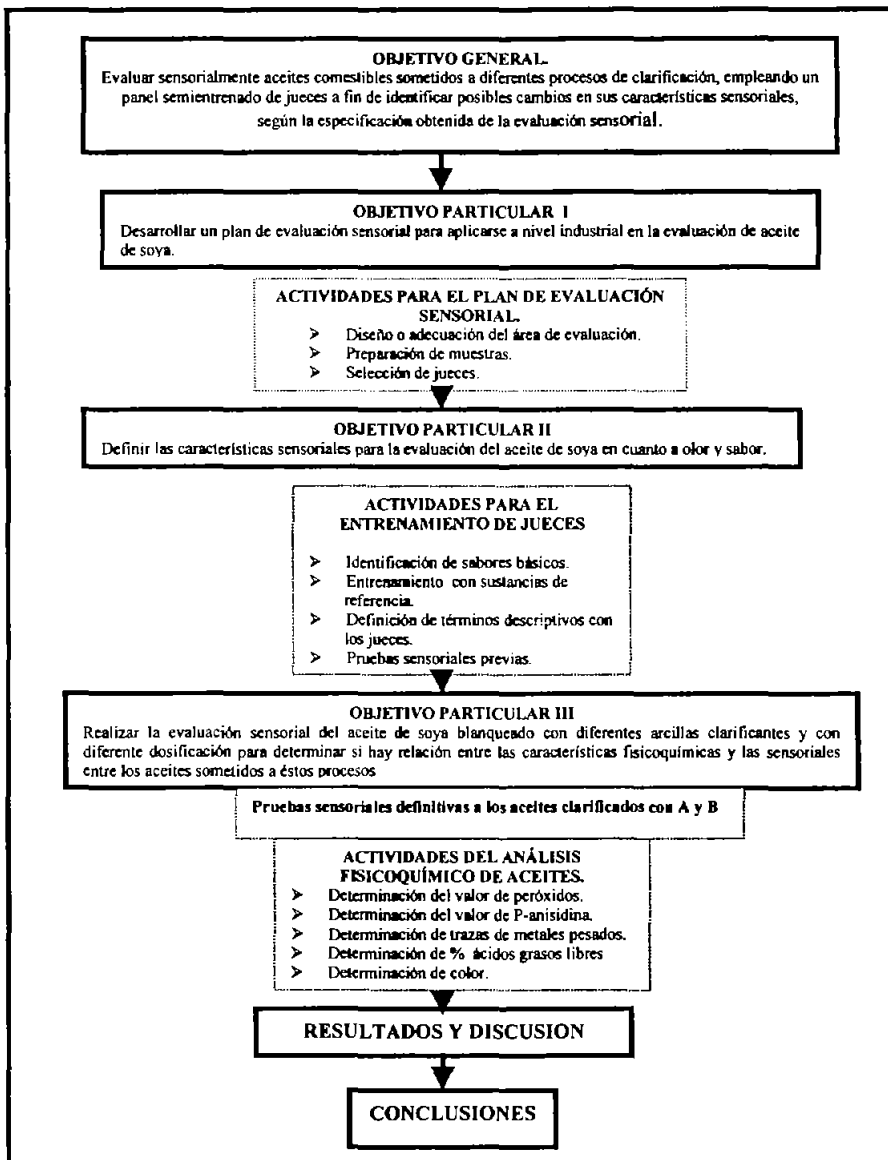 OBJETIVO GENERAL.
Evaluar sensorialmente aceites comestibles sometidos a diferentes procesos de clarificación, empleando un
panel semientrenado de jueces a fin de identificar posibles cambios en sus características sensoriales,
según la especificación obtenida de la evaluación sensorial.
OBJETIVO PARTICULAR I
Desarrollar un plan de evaluación sensorial para aplicarse a nivel industrial en la evaluación de aceite
de soya.
ACTIVIDADES PARA EL PLAN DE EVALUACIÓN
SENSORIAL.
➢ Diseño o adecuación del área de evaluación.
➢ Preparación de muestras.
➢ Selección de jueces.
OBJETIVO PARTICULAR II
Definir las características sensoriales para la evaluación del aceite de soya en cuanto a olor y sabor.
ACTIVIDADES PARA EL
ENTRENAMIENTO DE JUECES
➢ Identificación de sabores básicos.
➢ Entrenamiento con sustancias de
referencia.
➢ Definición de términos descriptivos con
los jueces.
➢ Pruebas sensoriales previas.
OBJETIVO PARTICULAR III
Realizar la evaluación sensorial del aceite de soya blanqueado con diferentes arcillas clarificantes y con
diferente dosificación para determinar si hay relación entre las características fisicoquímicas y las sensoriales
entre los aceites sometidos a éstos procesos
Pruebas sensoriales definitivas a los aceites clarificados con A y B
ACTIVIDADES DEL ANÁLISIS
FISICOQUÍMICO DE ACEITES.
➢ Determinación del valor de peróxidos.
➢ Determinación del valor de P-anisidina.
➢ Determinación de trazas de metales pesados.
➢ Determinación de % ácidos grasos libres
➢ Determinación de color.
RESULTADOS Y DISCUSION
CONCLUSIONES